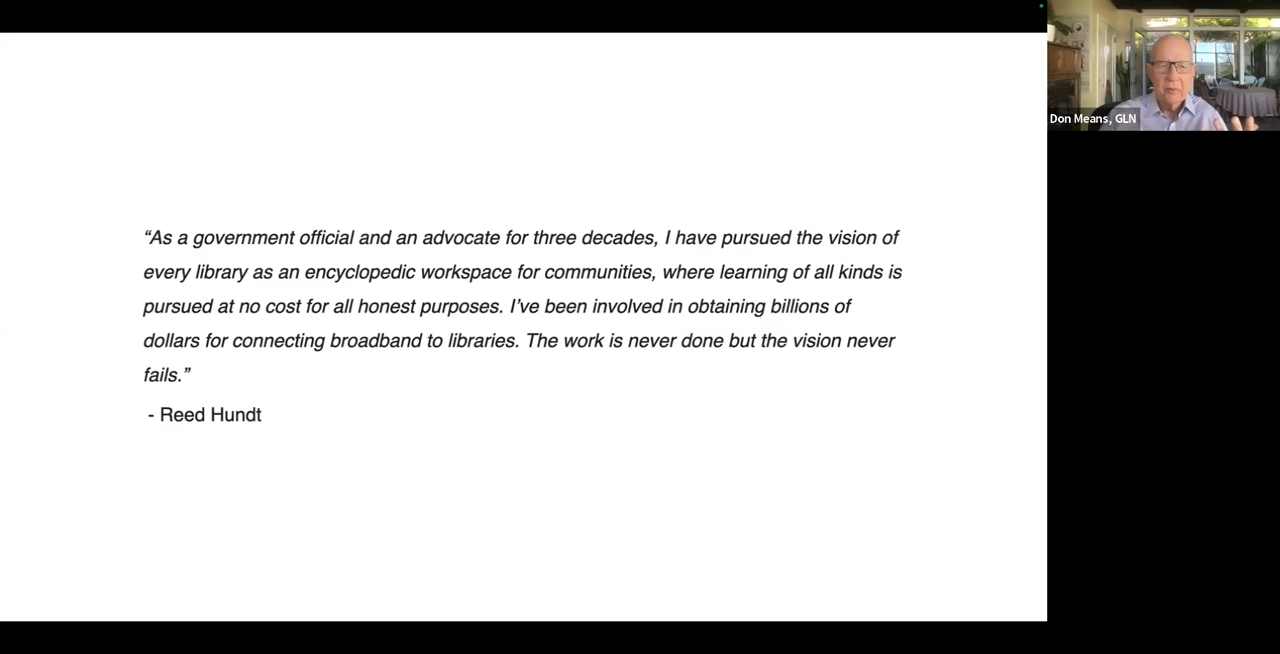 “As a government official and an advocate for three decades, I have pursued the vision of
every library as an encyclopedic workspace for communities, where learning of all kinds is
pursued at no cost for all honest purposes. I’ve been involved in obtaining billions of
dollars for connecting broadband to libraries. The work is never done but the vision never
fails.”
- Reed Hundt
Don Means, GLN